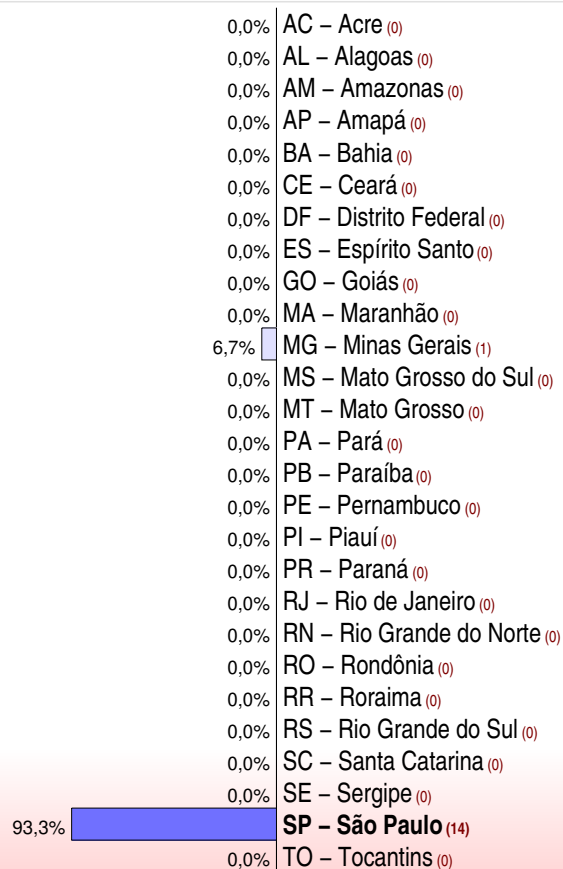 0,0% AC – Acre (0)
0,0% AL – Alagoas (0)
0,0% AM – Amazonas (0)
0,0% AP – Amapá (0)
0,0% BA – Bahia (0)
0,0% CE – Ceará (0)
0,0% DF – Distrito Federal (0)
0,0% ES – Espírito Santo (0)
0,0% GO – Goiás (0)
0,0% MA – Maranhão (0)
6,7% MG – Minas Gerais (1)
0,0% MS – Mato Grosso do Sul (0)
0,0% MT – Mato Grosso (0)
0,0% PA – Pará (0)
0,0% PB – Paraíba (0)
0,0% PE – Pernambuco (0)
0,0% PI – Piauí (0)
0,0% PR – Paraná (0)
0,0% RJ – Rio de Janeiro (0)
0,0% RN – Rio Grande do Norte (0)
0,0% RO – Rondônia (0)
0,0% RR – Roraima (0)
0,0% RS – Rio Grande do Sul (0)
0,0% SC – Santa Catarina (0)
0,0% SE – Sergipe (0)
93,3% SP – São Paulo (14)
0,0% TO – Tocantins (0)